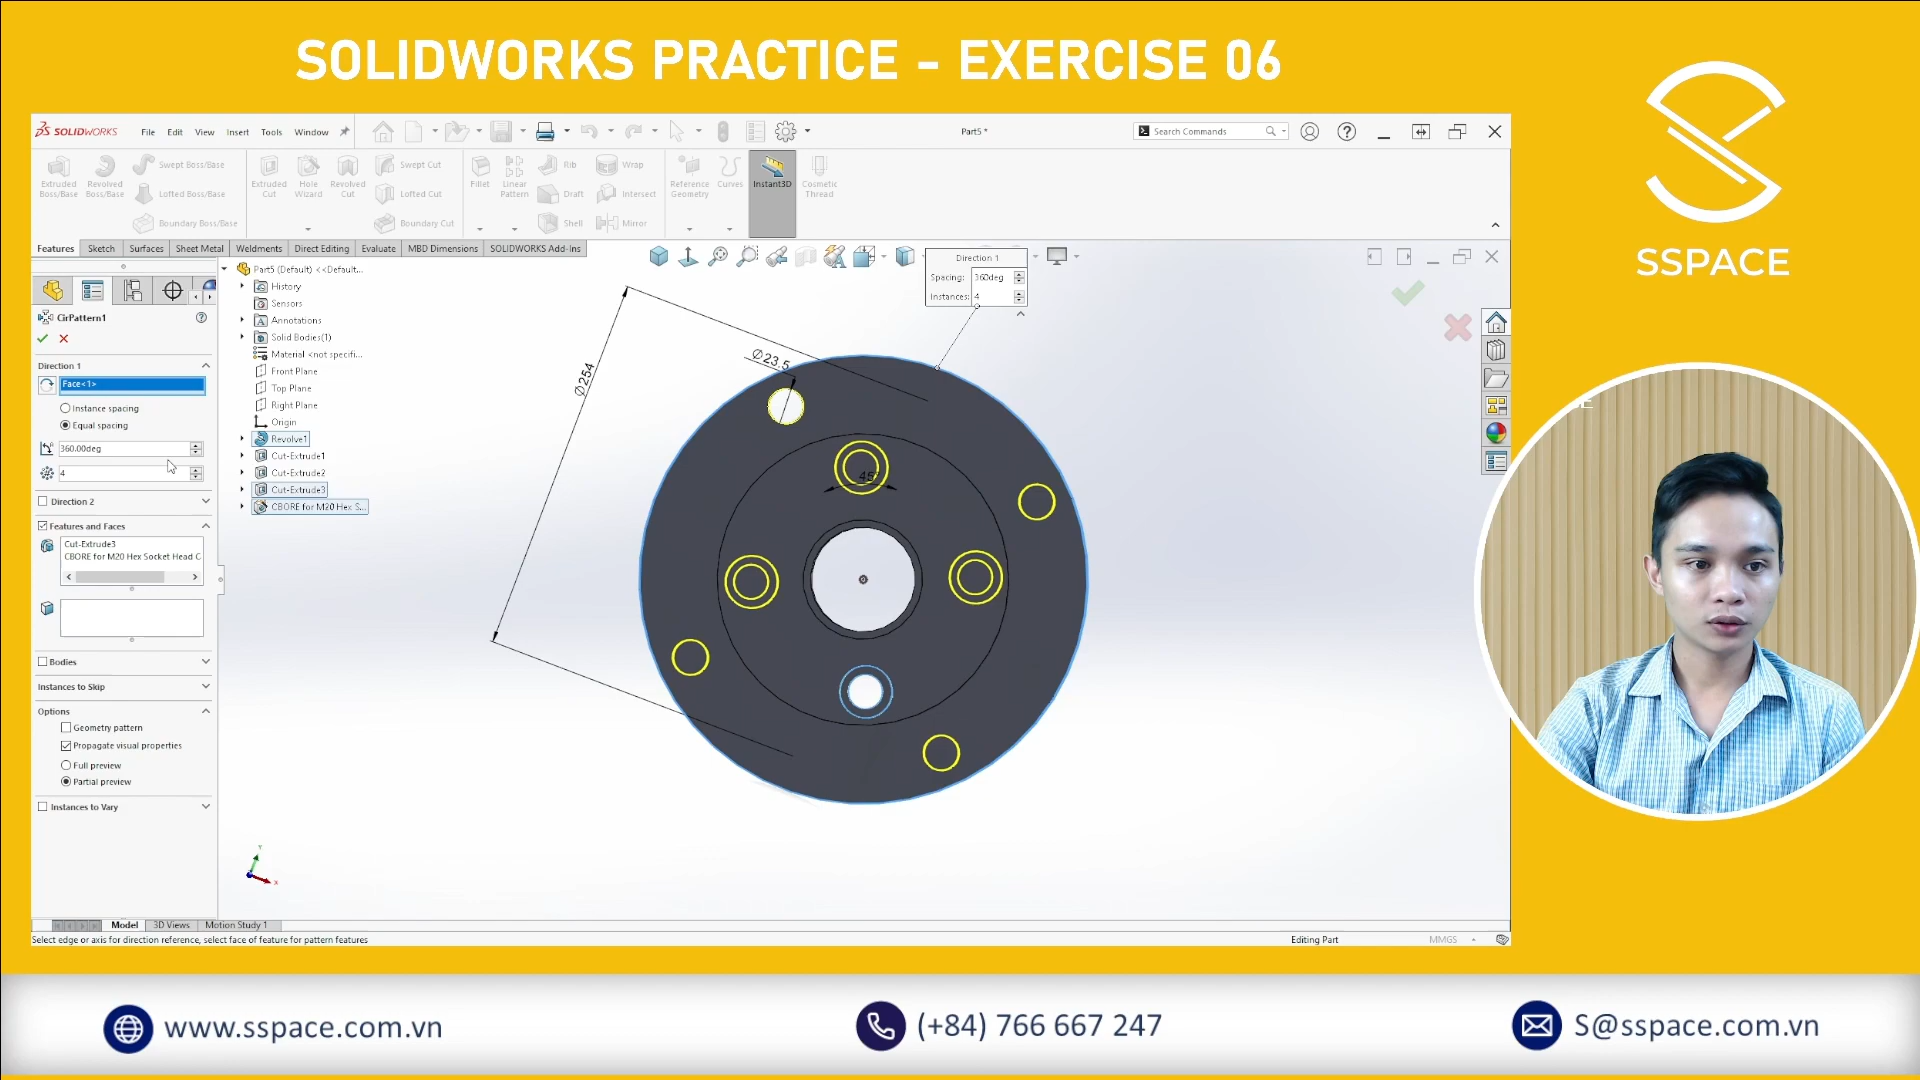 SOLIDWORKS PRACTICE - EXERCISE 06
SSPACE
SOLIDWORKS File Edit View Insert Tools Window Part5 * Search Commands
Extruded Boss/Base Revolved Boss/Base Swept Boss/Base Lofted Boss/Base Boundary Boss/Base
Extruded Cut Hole Wizard Revolved Cut Swept Cut Lofted Cut Boundary Cut
Fillet Linear Pattern Rib Draft Shell Wrap Intersect Mirror
Reference Geometry Curves Instant3D Cosmetic Thread
Features Sketch Surfaces Sheet Metal Weldments Direct Editing Evaluate MBD Dimensions SOLIDWORKS Add-Ins
CirPattern1
Direction 1
Face<1>
Instance spacing
Equal spacing
360.00deg
4
Direction 2
Features and Faces
Cut-Extrude3
CBORE for M20 Hex Socket Head C
Bodies
Instances to Skip
Options
Geometry pattern
Propagate visual properties
Full preview
Partial preview
Instances to Vary
Part5 (Default) <<Default...
History
Sensors
Annotations
Solid Bodies(1)
Material <not specifi...
Front Plane
Top Plane
Right Plane
Origin
Revolve1
Cut-Extrude1
Cut-Extrude2
Cut-Extrude3
CBORE for M20 Hex S...
Direction 1
Spacing: 360deg
Instances: 4
Ø254
Ø23.5
45°
Y
X
Model 3D Views Motion Study 1
Select edge or axis for direction reference, select face of feature for pattern features
Editing Part MMGS
www.sspace.com.vn
(+84) 766 667 247
S@sspace.com.vn